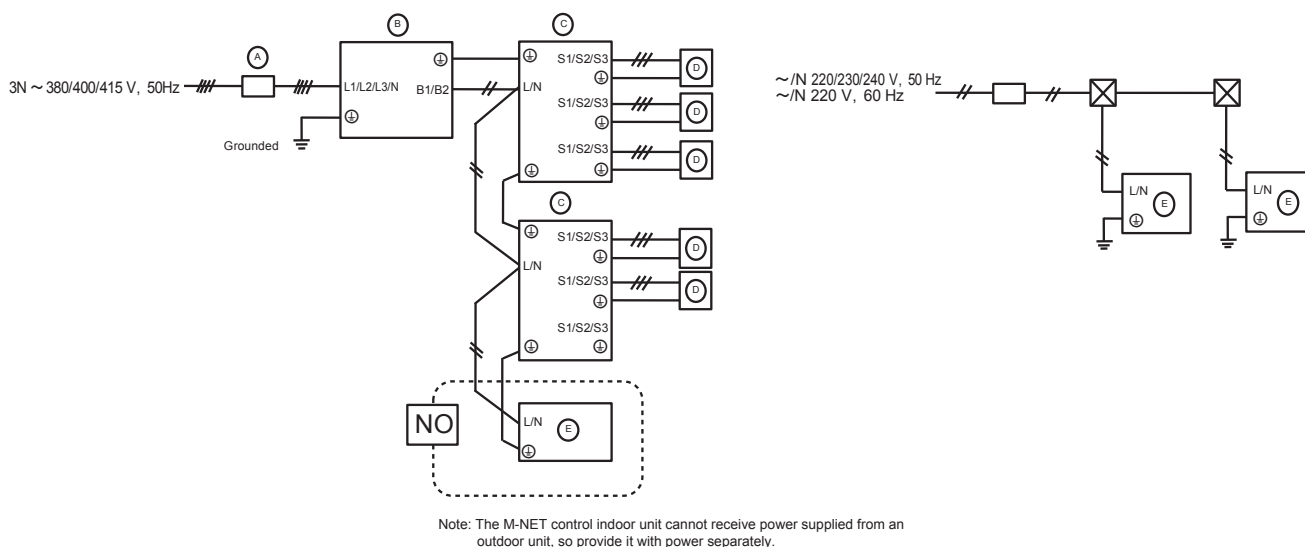 A
B
C
3N ~ 380/400/415 V, 50Hz
L1/L2/L3/N
B1/B2
Grounded
L/N
S1/S2/S3
D
S1/S2/S3
D
S1/S2/S3
D
C
L/N
S1/S2/S3
D
S1/S2/S3
D
S1/S2/S3
NO
L/N
E
~/N 220/230/240 V, 50 Hz
~/N 220 V, 60 Hz
L/N
E
L/N
E
Note: The M-NET control indoor unit cannot receive power supplied from an
outdoor unit, so provide it with power separately.